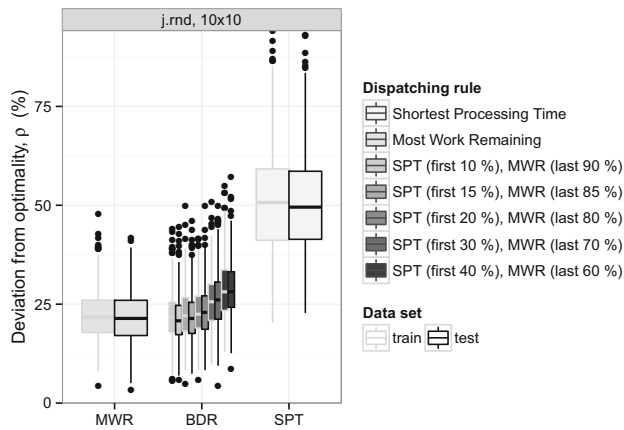 j.rnd, 10x10
Deviation from optimality, ρ (%)
75
50
25
0
MWR
BDR
SPT
Dispatching rule
Shortest Processing Time
Most Work Remaining
SPT (first 10 %), MWR (last 90 %)
SPT (first 15 %), MWR (last 85 %)
SPT (first 20 %), MWR (last 80 %)
SPT (first 30 %), MWR (last 70 %)
SPT (first 40 %), MWR (last 60 %)
Data set
train
test